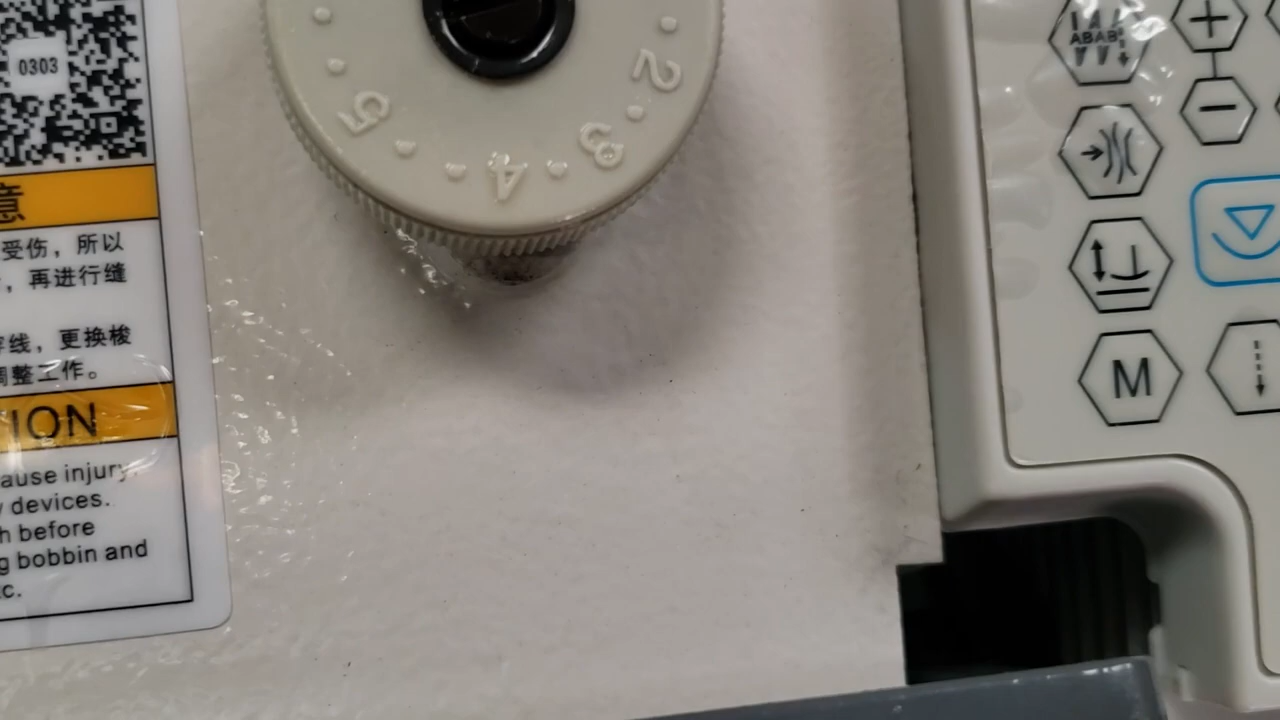 0303
意
受伤，所以
，再进行缝
线，更换梭
调整工作。
ION
ause injury.
devices.
h before
g bobbin and
c.
5
4
3
2
ABAB
+
−
M